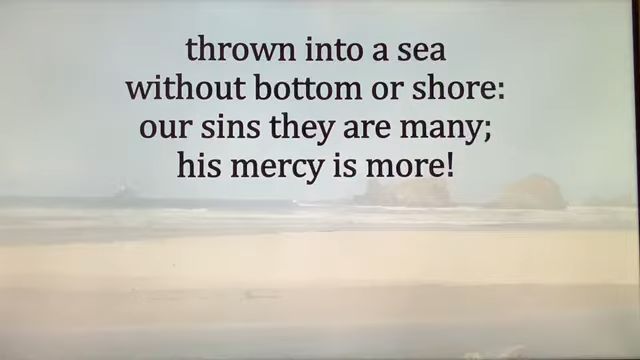 thrown into a sea
without bottom or shore:
our sins they are many;
his mercy is more!